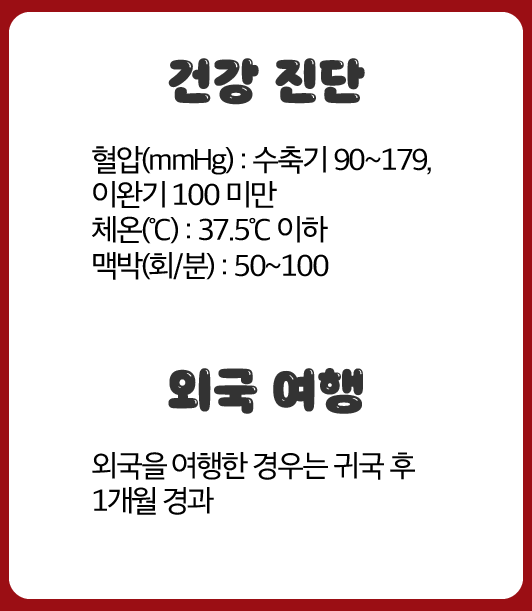 건강 진단
혈압(mmHg) : 수축기 90~179,
이완기 100 미만
체온(℃) : 37.5℃ 이하
맥박(회/분) : 50~100
외국 여행
외국을 여행한 경우는 귀국 후
1개월 경과